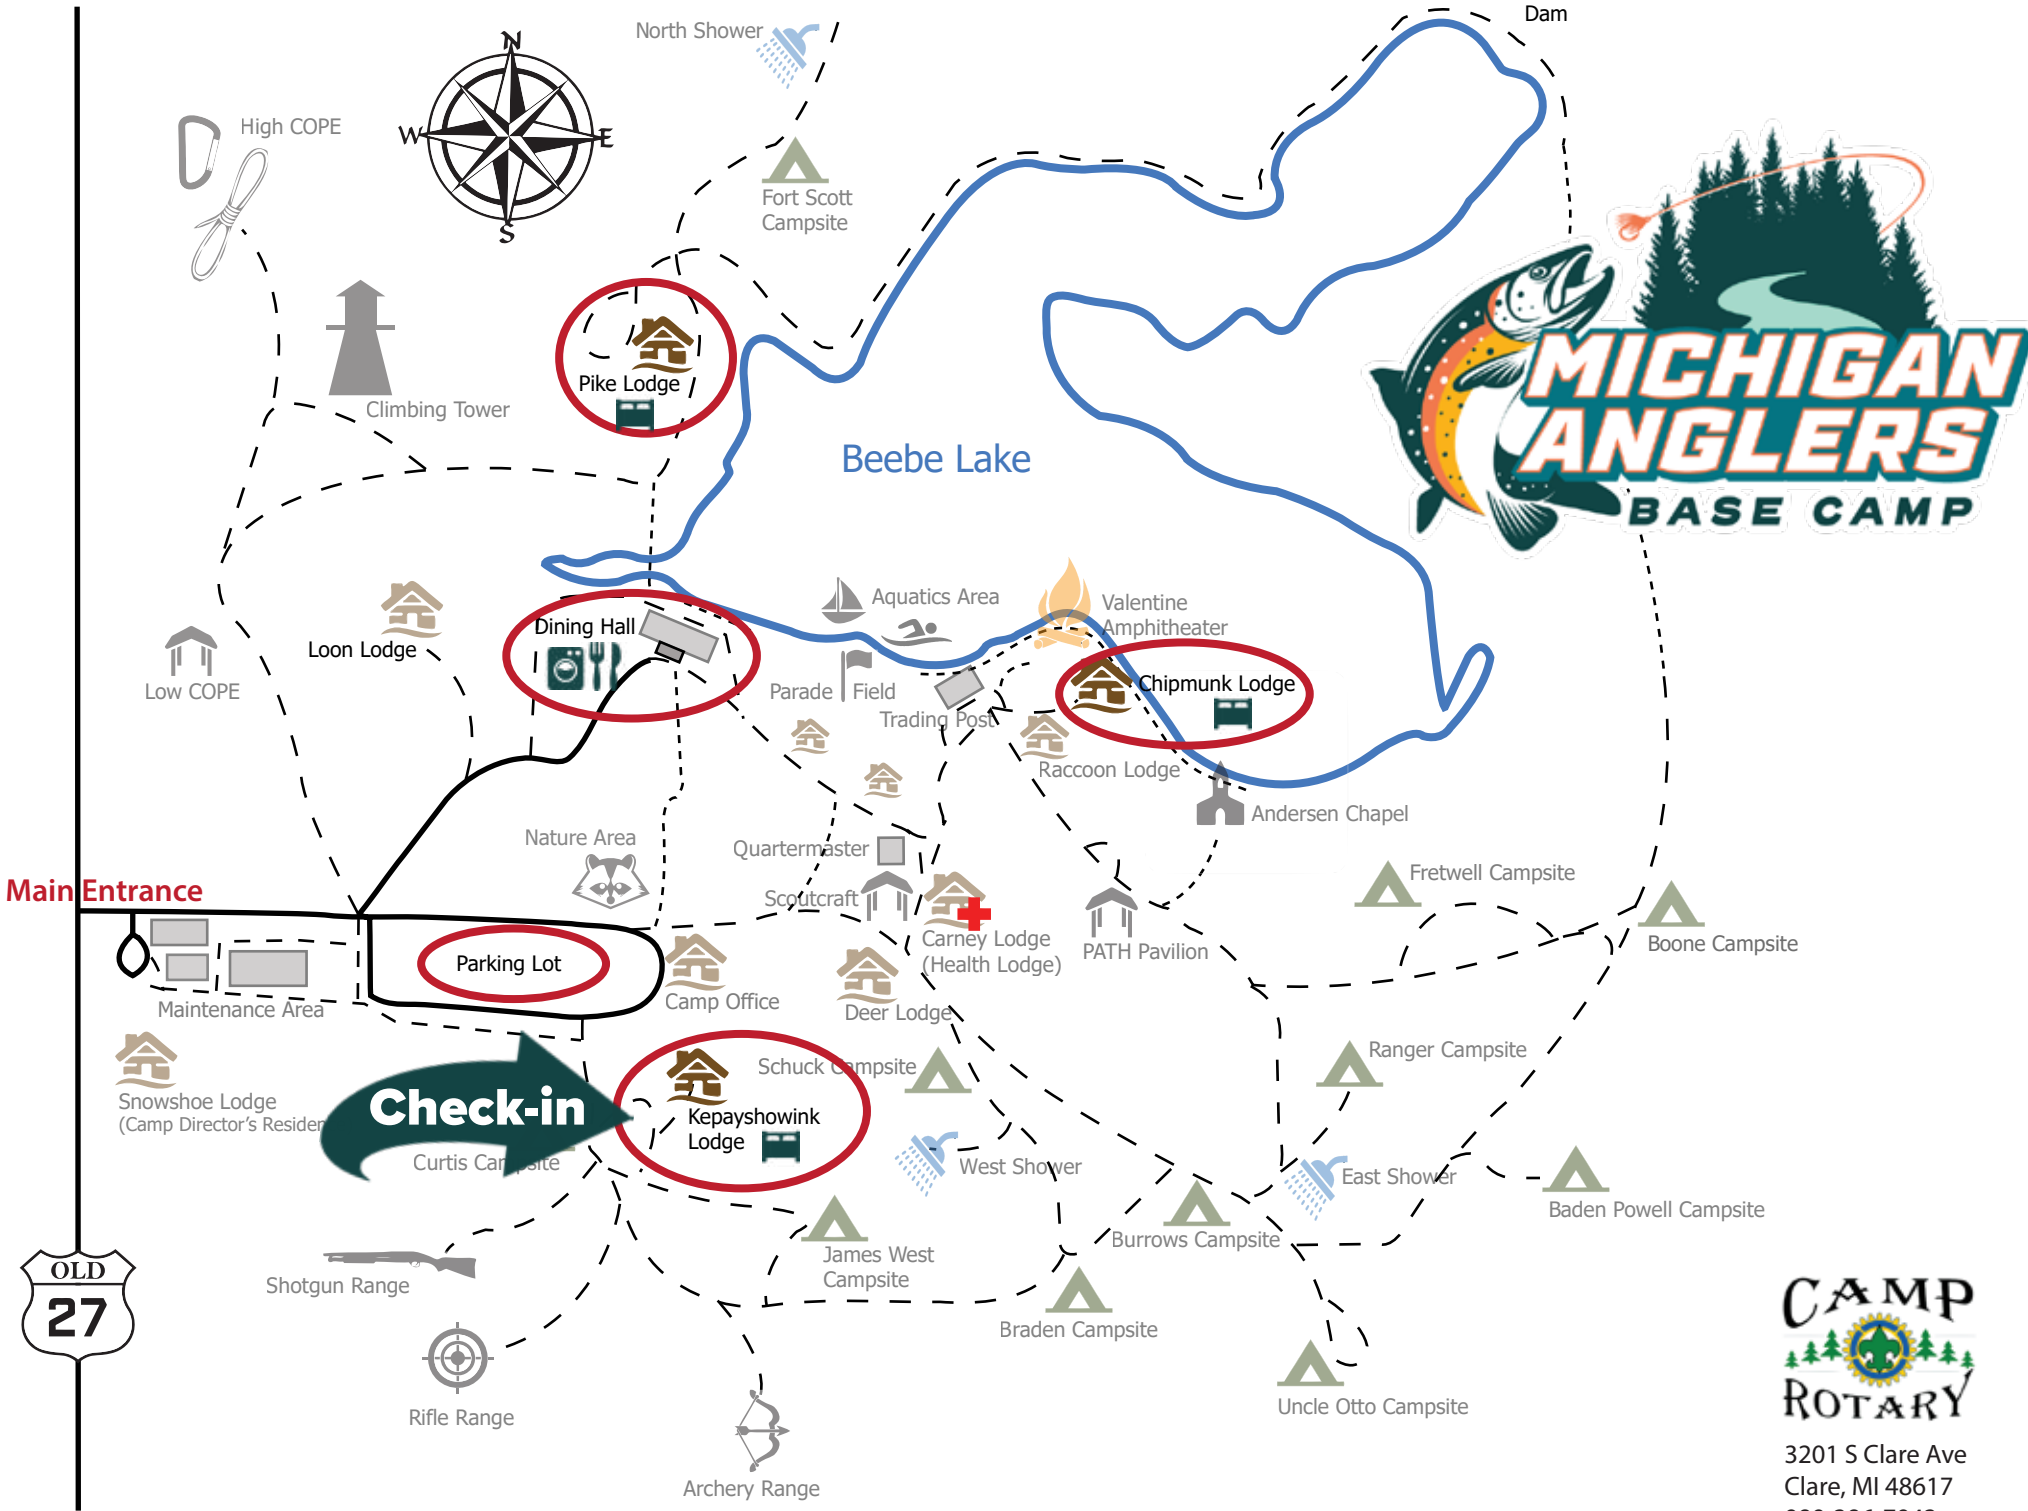 Dam
North Shower
N
High COPE
W
E
Fort Scott
Campsite
S
MICHIGAN
ANGLERS
BASE CAMP
Pike Lodge
Climbing Tower
Beebe Lake
Aquatics Area
Valentine
Amphitheater
Dining Hall
Loon Lodge
Low COPE
Parade
Field
Chipmunk Lodge
Trading Post
Raccoon Lodge
Andersen Chapel
Nature Area
Quartermaster
Fretwell Campsite
Main Entrance
Scoutcraft
Carney Lodge
(Health Lodge)
PATH Pavilion
Boone Campsite
Parking Lot
Camp Office
Deer Lodge
Maintenance Area
Schuck Campsite
Ranger Campsite
Snowshoe Lodge
(Camp Director's
Check-in
Kepayshowink
Lodge
Curtis Campsite
West Shower
East Shower
Baden Powell Campsite
Burrows Campsite
James West
Campsite
OLD
27
Shotgun Range
Braden Campsite
CAMP
ROTARY
Uncle Otto Campsite
Rifle Range
3201 S Clare Ave
Clare, MI 48617
Archery Range